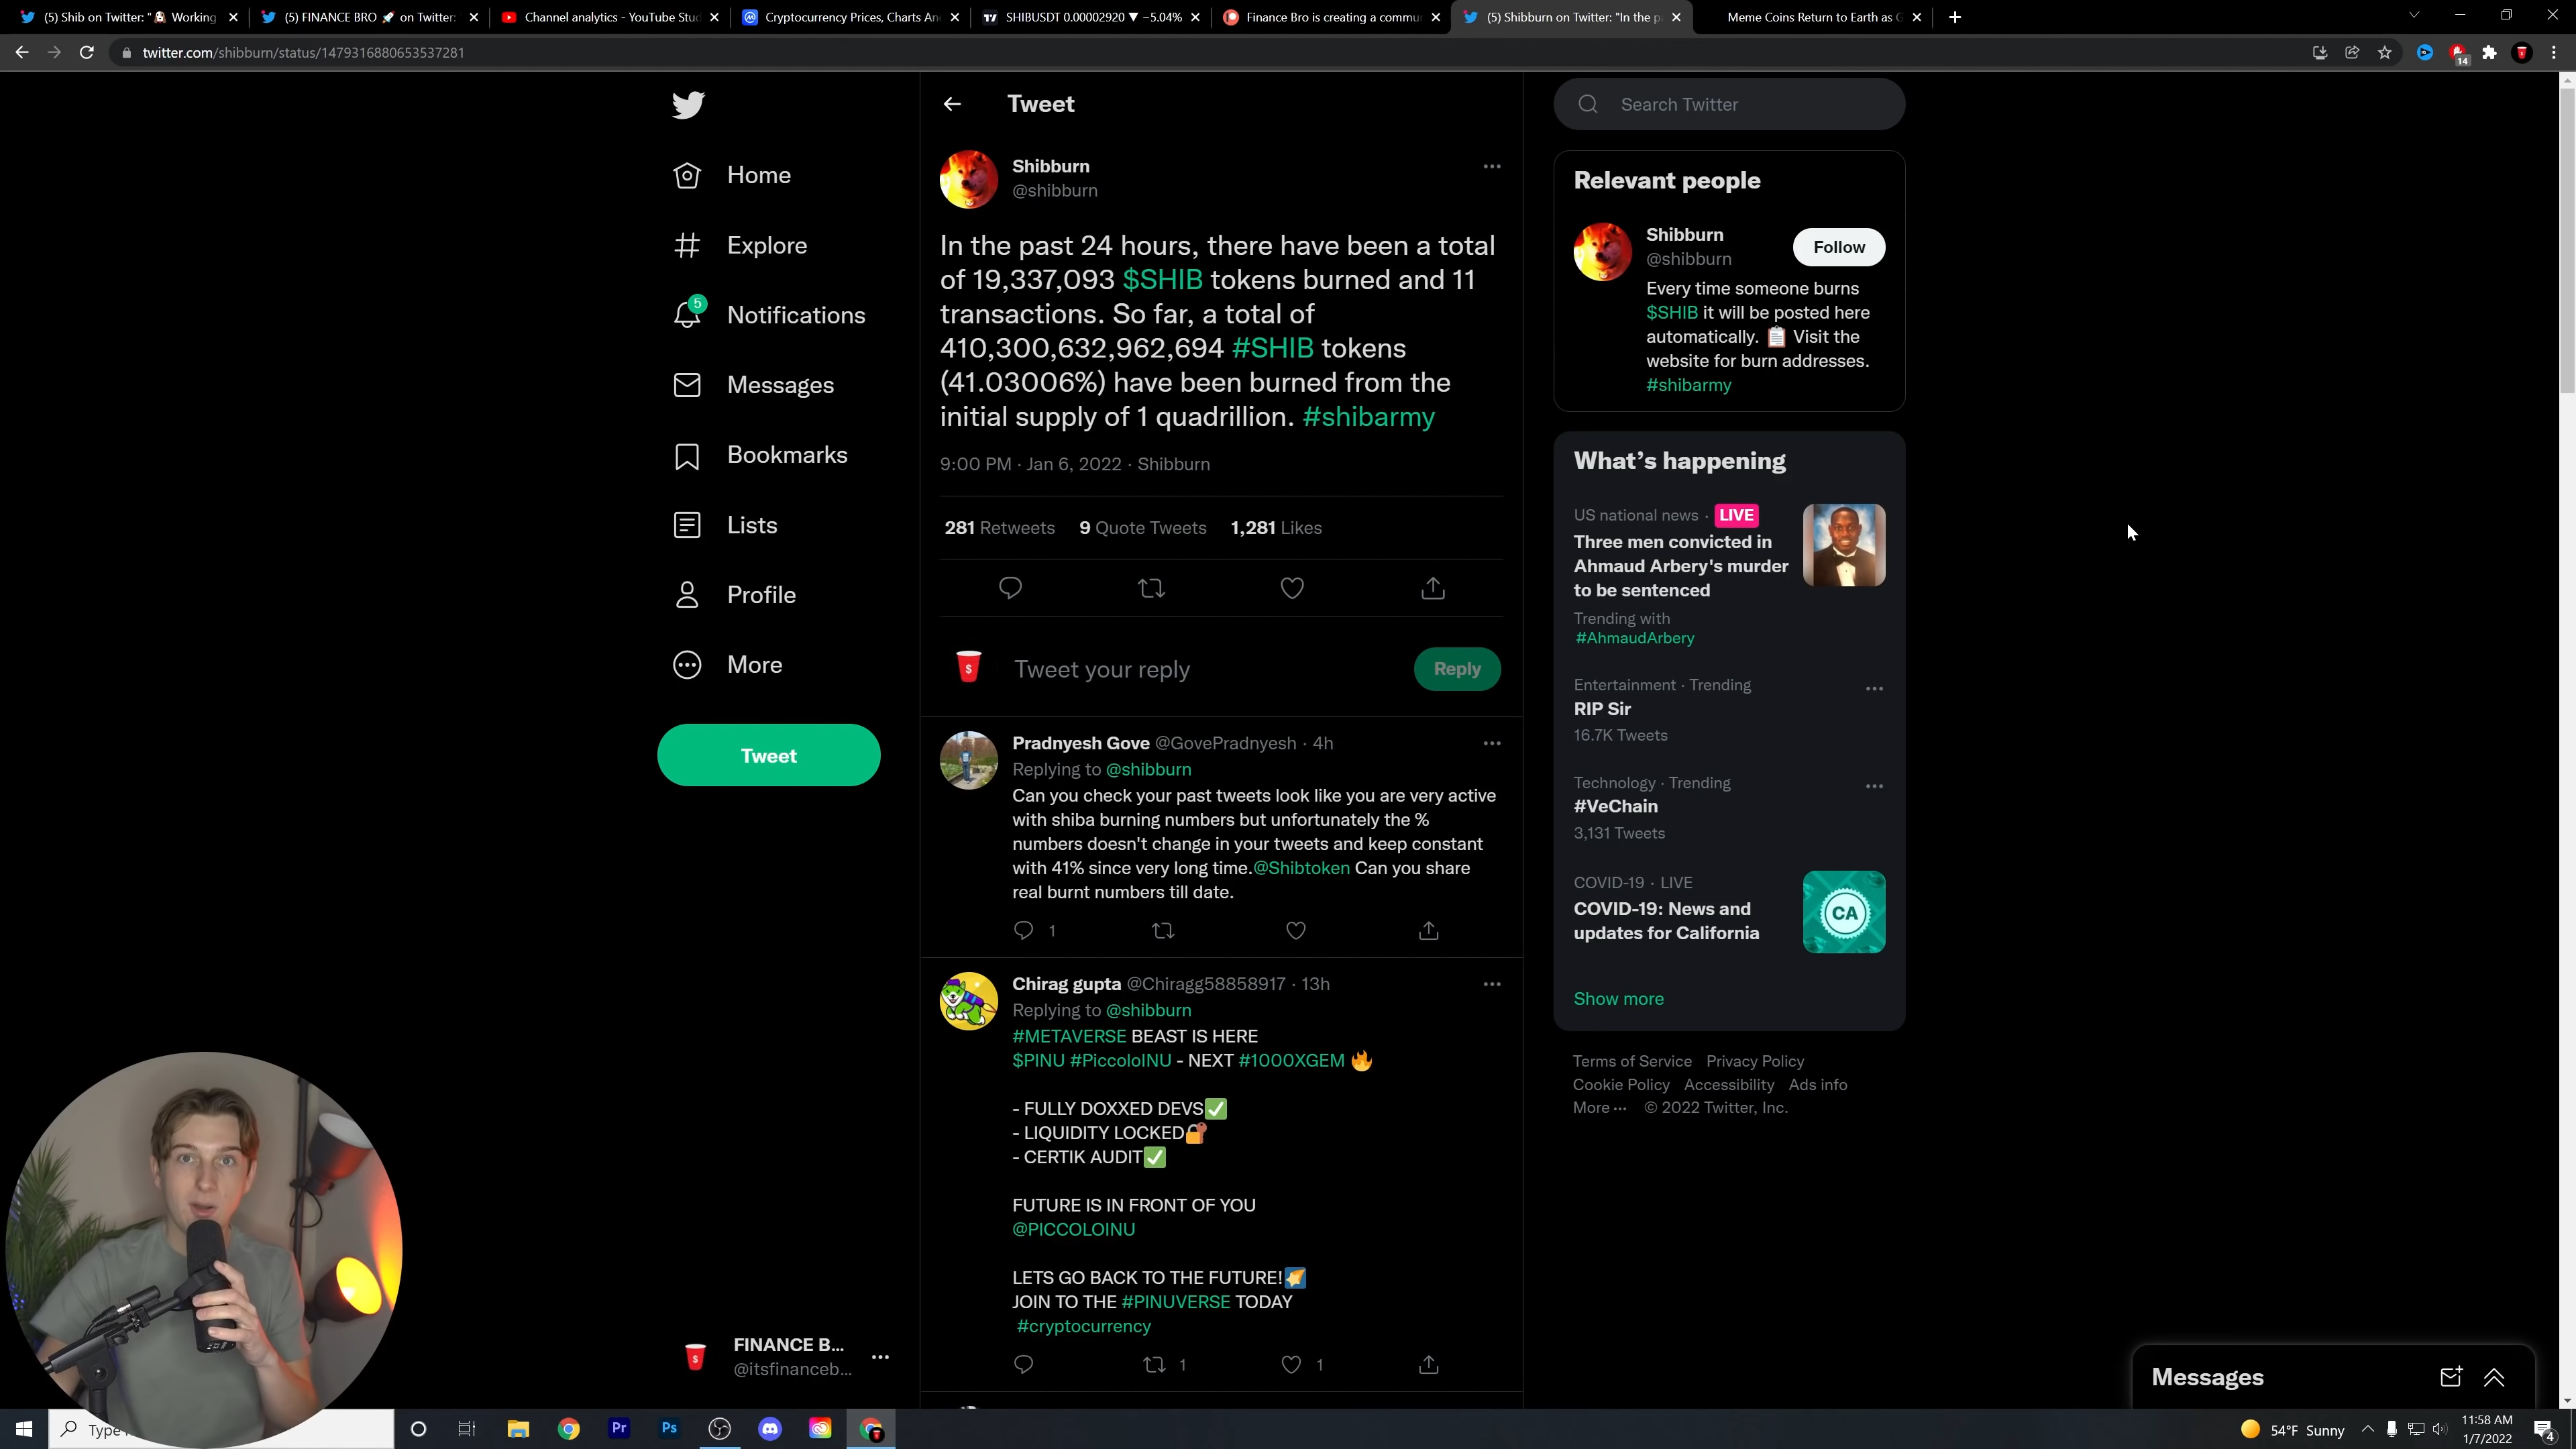 (5) Shib on Twitter: "👻 Working
(5) FINANCE BRO 🚀 on Twitter:
Channel analytics - YouTube Stud
Cryptocurrency Prices, Charts An
SHIBUSDT 0.00002920 ▼ −5.04%
Finance Bro is creating a commu
(5) Shibburn on Twitter: "In the p
Meme Coins Return to Earth as G
twitter.com/shibburn/status/1479316880653537281
14
Home
Explore
5
Notifications
Messages
Bookmarks
Lists
Profile
More
Tweet
FINANCE B...
@itsfinanceb...
Tweet
Shibburn
@shibburn
In the past 24 hours, there have been a total
of 19,337,093 $SHIB tokens burned and 11
transactions. So far, a total of
410,300,632,962,694 #SHIB tokens
(41.03006%) have been burned from the
initial supply of 1 quadrillion. #shibarmy
9:00 PM · Jan 6, 2022 · Shibburn
281 Retweets 9 Quote Tweets 1,281 Likes
Tweet your reply
Reply
Pradnyesh Gove @GovePradnyesh · 4h
Replying to @shibburn
Can you check your past tweets look like you are very active
with shiba burning numbers but unfortunately the %
numbers doesn't change in your tweets and keep constant
with 41% since very long time.@Shibtoken Can you share
real burnt numbers till date.
1
Chirag gupta @Chiragg58858917 · 13h
Replying to @shibburn
#METAVERSE BEAST IS HERE
$PINU #PiccoloINU - NEXT #1000XGEM 🔥
- FULLY DOXXED DEVS✅
- LIQUIDITY LOCKED🔐
- CERTIK AUDIT✅
FUTURE IS IN FRONT OF YOU
@PICCOLOINU
LETS GO BACK TO THE FUTURE!🌠
JOIN TO THE #PINUVERSE TODAY
#cryptocurrency
1 1
Search Twitter
Relevant people
Shibburn
@shibburn
Follow
Every time someone burns
$SHIB it will be posted here
automatically. 📋 Visit the
website for burn addresses.
#shibarmy
What's happening
US national news · LIVE
Three men convicted in
Ahmaud Arbery's murder
to be sentenced
Trending with
#AhmaudArbery
Entertainment · Trending
RIP Sir
16.7K Tweets
Technology · Trending
#VeChain
3,131 Tweets
COVID-19 · LIVE
COVID-19: News and
updates for California
CA
Show more
Terms of Service Privacy Policy
Cookie Policy Accessibility Ads info
More ··· © 2022 Twitter, Inc.
Messages
Type
Pr
Ps
54°F Sunny
11:58 AM
1/7/2022
4